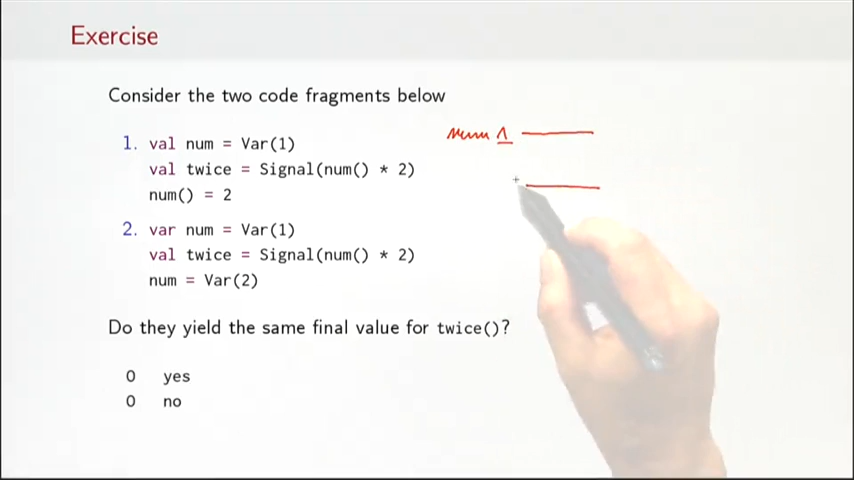 Exercise
Consider the two code fragments below
1. val num = Var(1)
val twice = Signal(num() * 2)
num() = 2
2. var num = Var(1)
val twice = Signal(num() * 2)
num = Var(2)
Do they yield the same final value for twice()?
O yes
O no
num 1